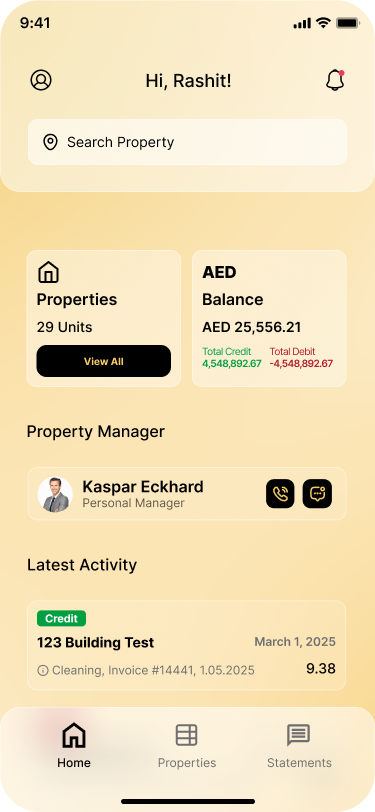 9:41
Hi, Rashit!
Search Property
Properties
29 Units
View All
AED
Balance
AED 25,556.21
Total Credit Total Debit
4,548,892.67 -4,548,892.67
Property Manager
Kaspar Eckhard
Personal Manager
Latest Activity
Credit
123 Building Test March 1, 2025
Cleaning, Invoice #14441, 1.05.2025 9.38
Home Properties Statements